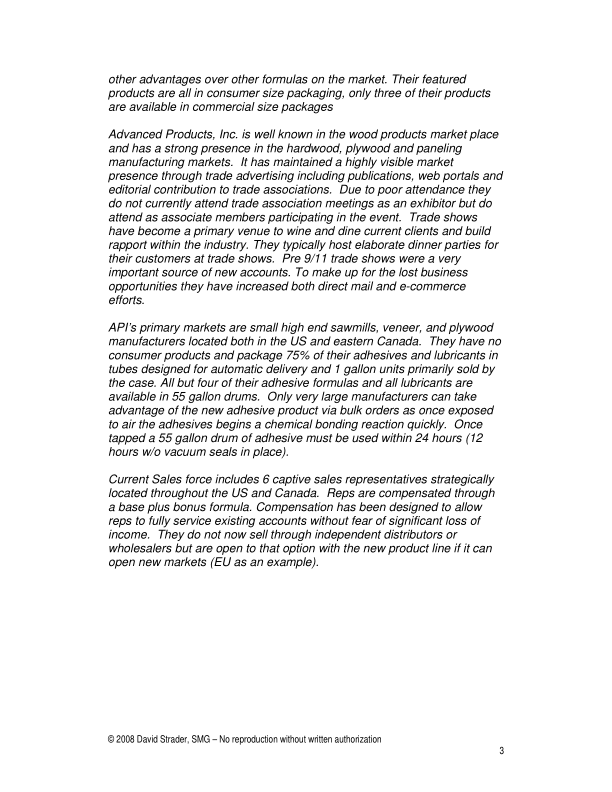 other advantages over other formulas on the market. Their featured
products are all in consumer size packaging, only three of their products
are available in commercial size packages
Advanced Products, Inc. is well known in the wood products market place
and has a strong presence in the hardwood, plywood and paneling
manufacturing markets.  It has maintained a highly visible market
presence through trade advertising including publications, web portals and
editorial contribution to trade associations.  Due to poor attendance they
do not currently attend trade association meetings as an exhibitor but do
attend as associate members participating in the event.  Trade shows
have become a primary venue to wine and dine current clients and build
rapport within the industry. They typically host elaborate dinner parties for
their customers at trade shows.  Pre 9/11 trade shows were a very
important source of new accounts. To make up for the lost business
opportunities they have increased both direct mail and e-commerce
efforts.
API's primary markets are small high end sawmills, veneer, and plywood
manufacturers located both in the US and eastern Canada.  They have no
consumer products and package 75% of their adhesives and lubricants in
tubes designed for automatic delivery and 1 gallon units primarily sold by
the case. All but four of their adhesive formulas and all lubricants are
available in 55 gallon drums.  Only very large manufacturers can take
advantage of the new adhesive product via bulk orders as once exposed
to air the adhesives begins a chemical bonding reaction quickly.  Once
tapped a 55 gallon drum of adhesive must be used within 24 hours (12
hours w/o vacuum seals in place).
Current Sales force includes 6 captive sales representatives strategically
located throughout the US and Canada.  Reps are compensated through
a base plus bonus formula. Compensation has been designed to allow
reps to fully service existing accounts without fear of significant loss of
income.  They do not now sell through independent distributors or
wholesalers but are open to that option with the new product line if it can
open new markets (EU as an example).
© 2008 David Strader, SMG – No reproduction without written authorization
3